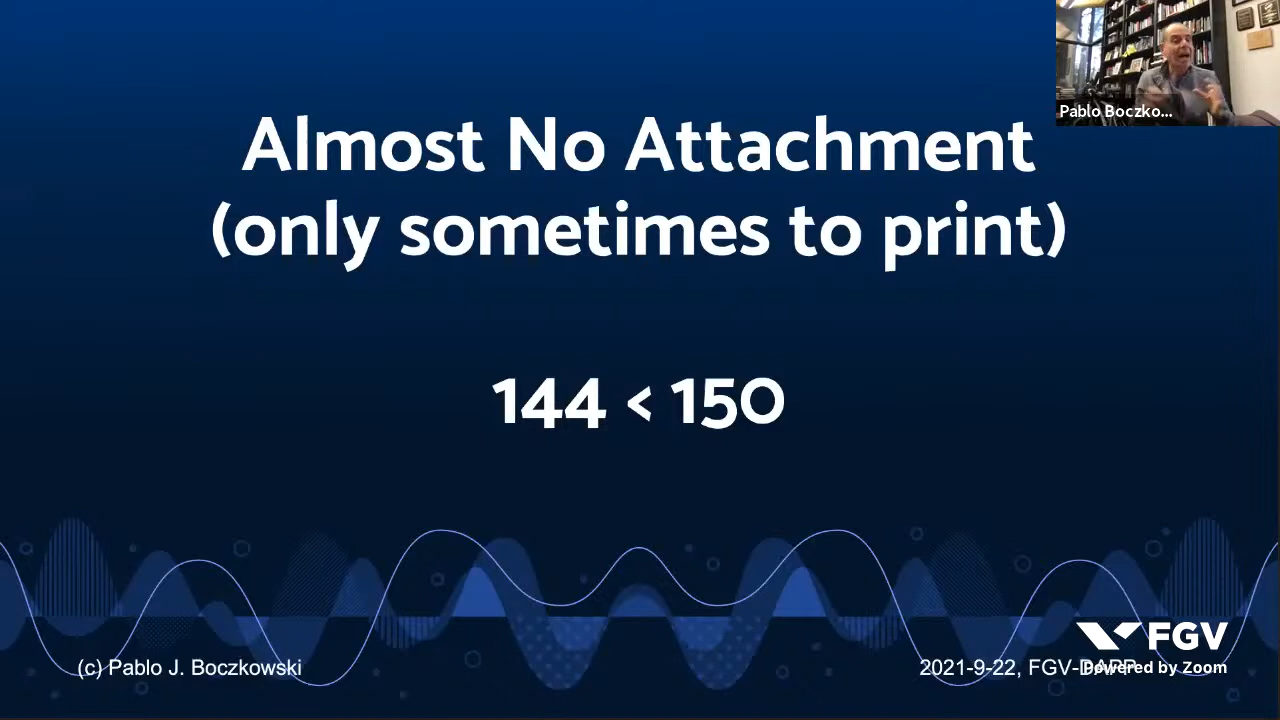 Pablo Boczko...
Almost No Attachment
(only sometimes to print)
144 < 150
FGV
(c) Pablo J. Boczkowski
2021-9-22, FGV-DAPP
Powered by Zoom